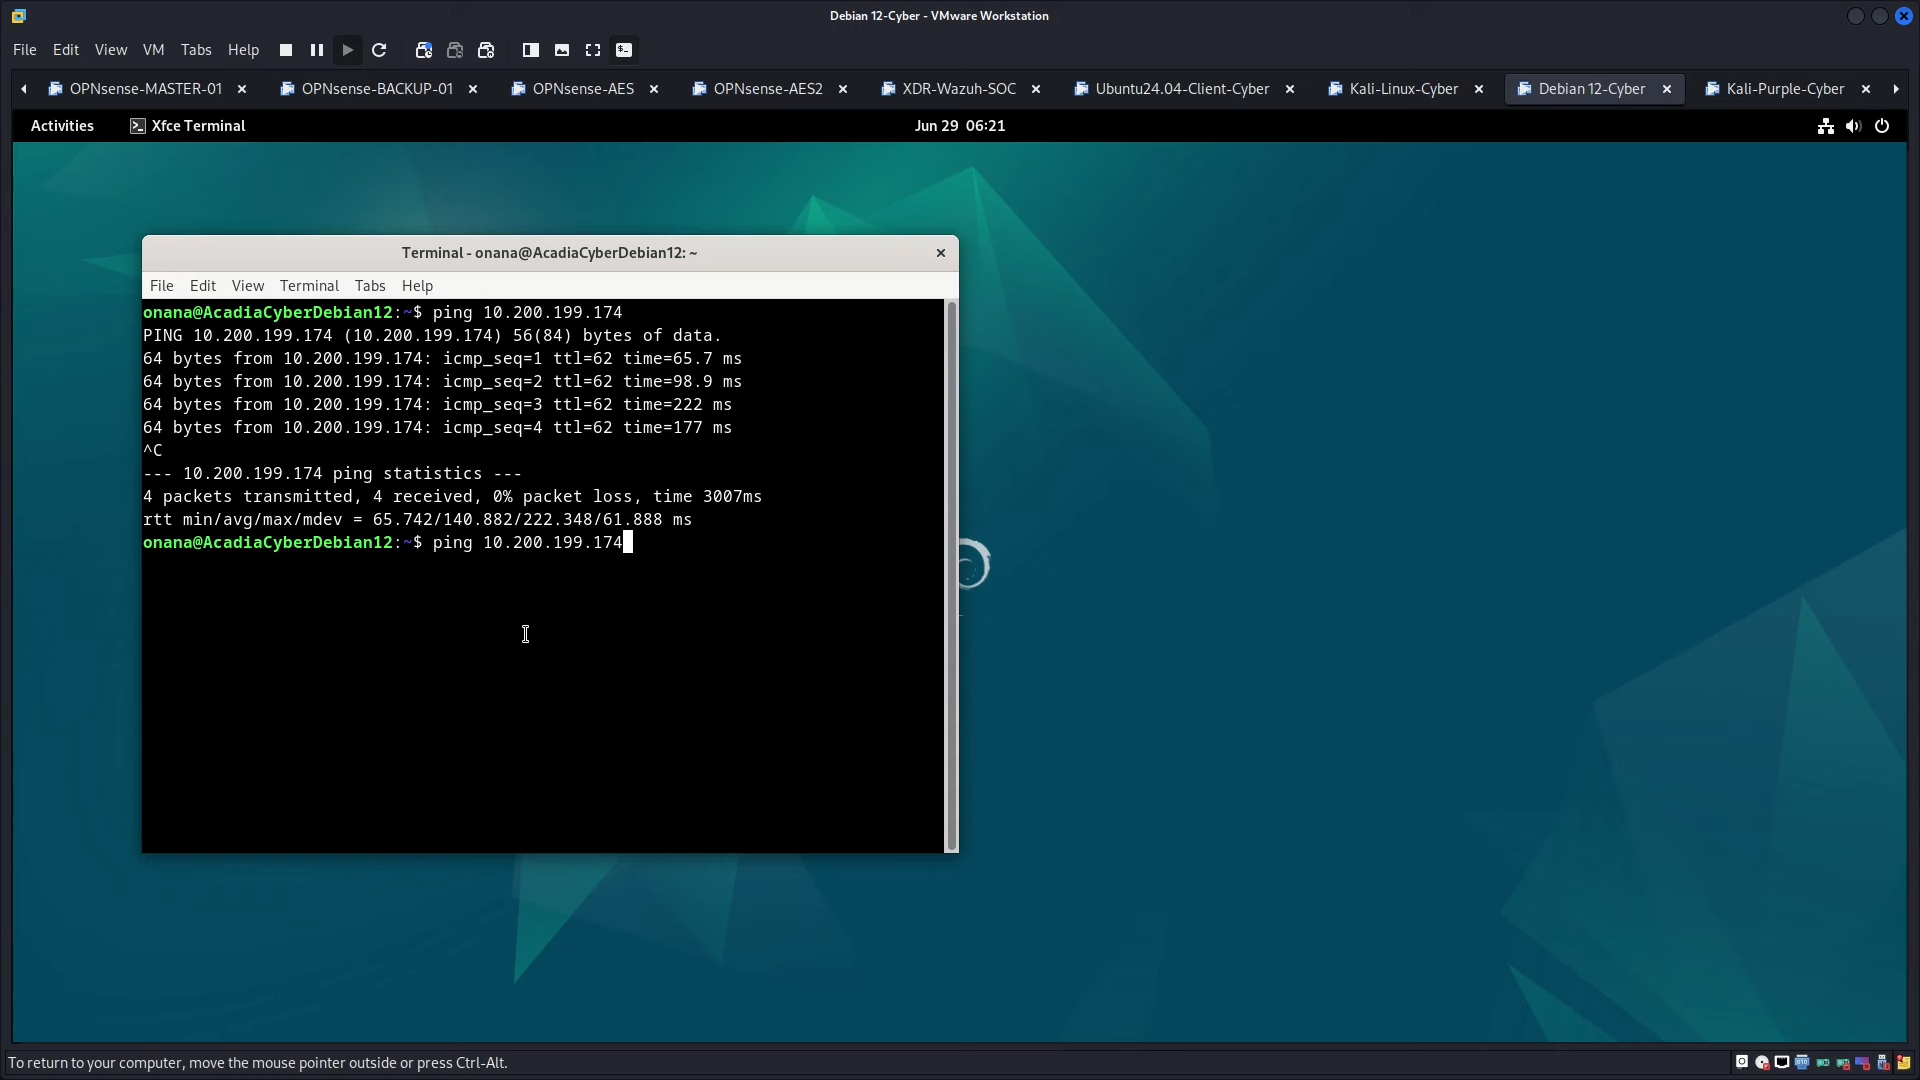 Debian 12-Cyber - VMware Workstation
File Edit View VM Tabs Help
OPNsense-MASTER-01 OPNsense-BACKUP-01 OPNsense-AES OPNsense-AES2 XDR-Wazuh-SOC Ubuntu24.04-Client-Cyber Kali-Linux-Cyber Debian 12-Cyber Kali-Purple-Cyber
Activities Xfce Terminal Jun 29 06:21
Terminal - onana@AcadiaCyberDebian12: ~
File Edit View Terminal Tabs Help
onana@AcadiaCyberDebian12:~$ ping 10.200.199.174
PING 10.200.199.174 (10.200.199.174) 56(84) bytes of data.
64 bytes from 10.200.199.174: icmp_seq=1 ttl=62 time=65.7 ms
64 bytes from 10.200.199.174: icmp_seq=2 ttl=62 time=98.9 ms
64 bytes from 10.200.199.174: icmp_seq=3 ttl=62 time=222 ms
64 bytes from 10.200.199.174: icmp_seq=4 ttl=62 time=177 ms
^C
--- 10.200.199.174 ping statistics ---
4 packets transmitted, 4 received, 0% packet loss, time 3007ms
rtt min/avg/max/mdev = 65.742/140.882/222.348/61.888 ms
onana@AcadiaCyberDebian12:~$ ping 10.200.199.174
To return to your computer, move the mouse pointer outside or press Ctrl-Alt.